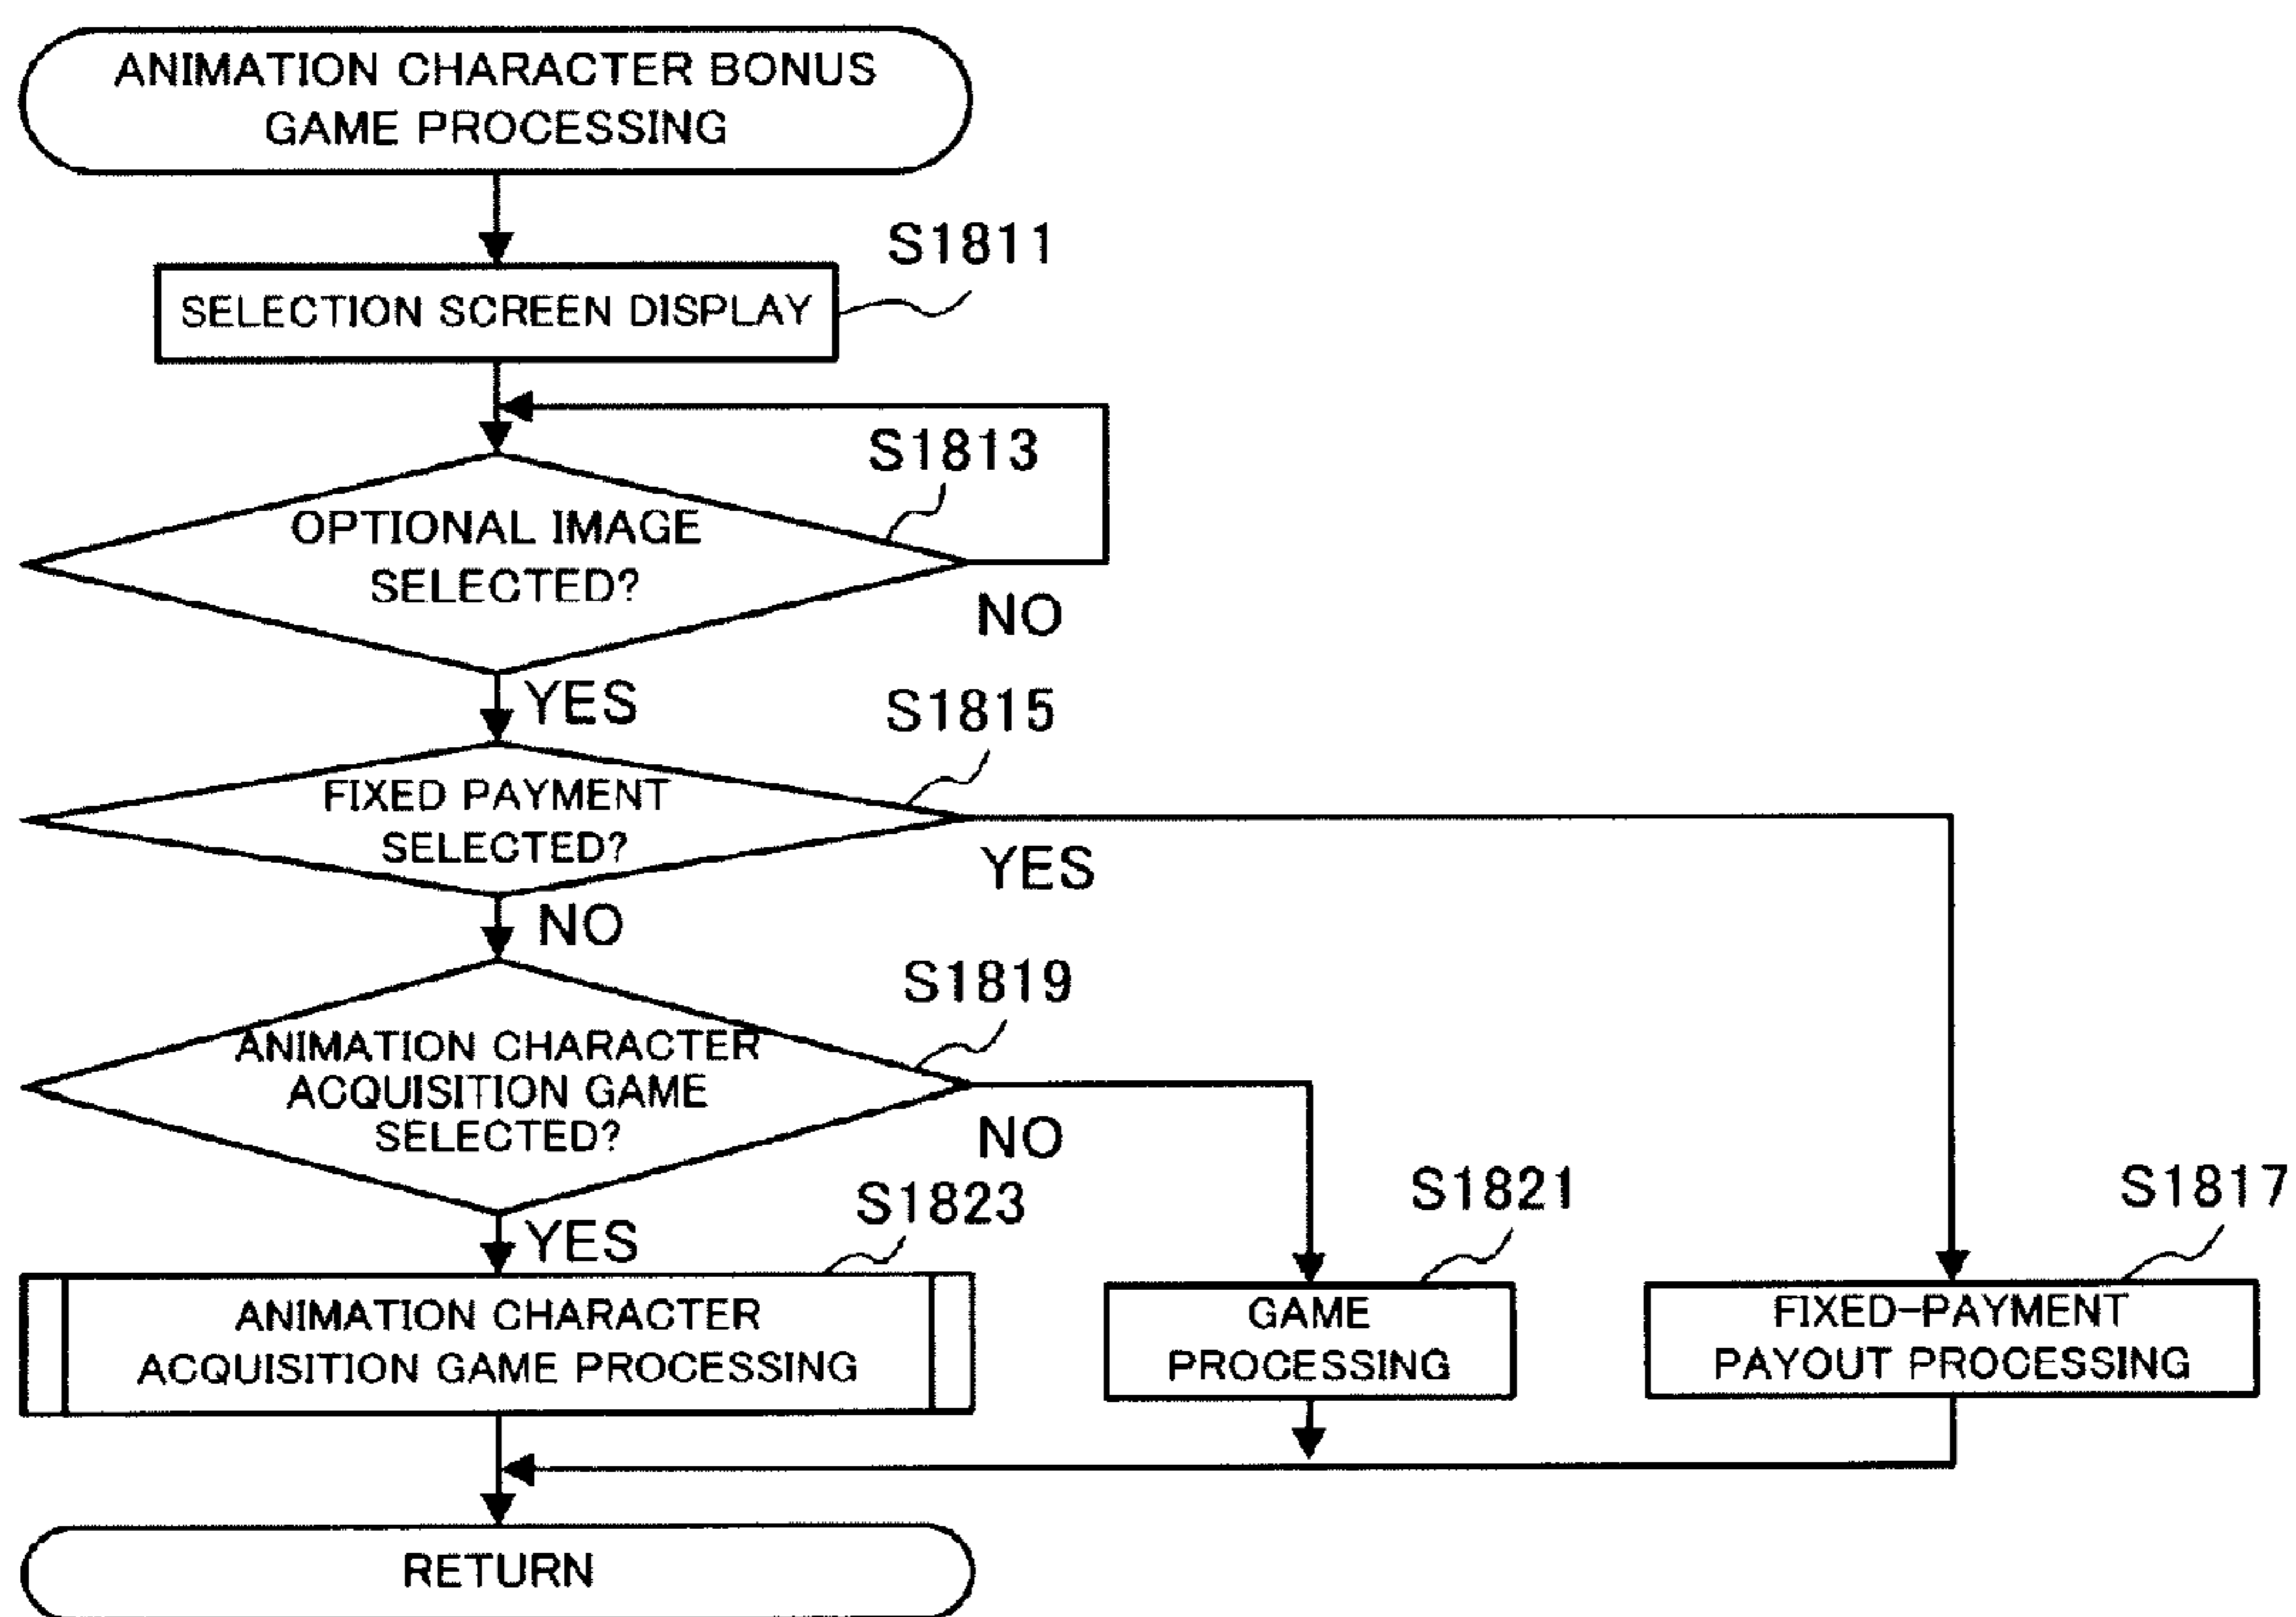 ANIMATION CHARACTER BONUS
GAME PROCESSING
S1811
SELECTION SCREEN DISPLAY
S1813
OPTIONAL IMAGE
SELECTED?
NO
YES
S1815
FIXED PAYMENT
SELECTED?
YES
NO
S1819
ANIMATION CHARACTER
ACQUISITION GAME
SELECTED?
NO
YES
S1823
ANIMATION CHARACTER
ACQUISITION GAME PROCESSING
S1821
GAME
PROCESSING
S1817
FIXED-PAYMENT
PAYOUT PROCESSING
RETURN